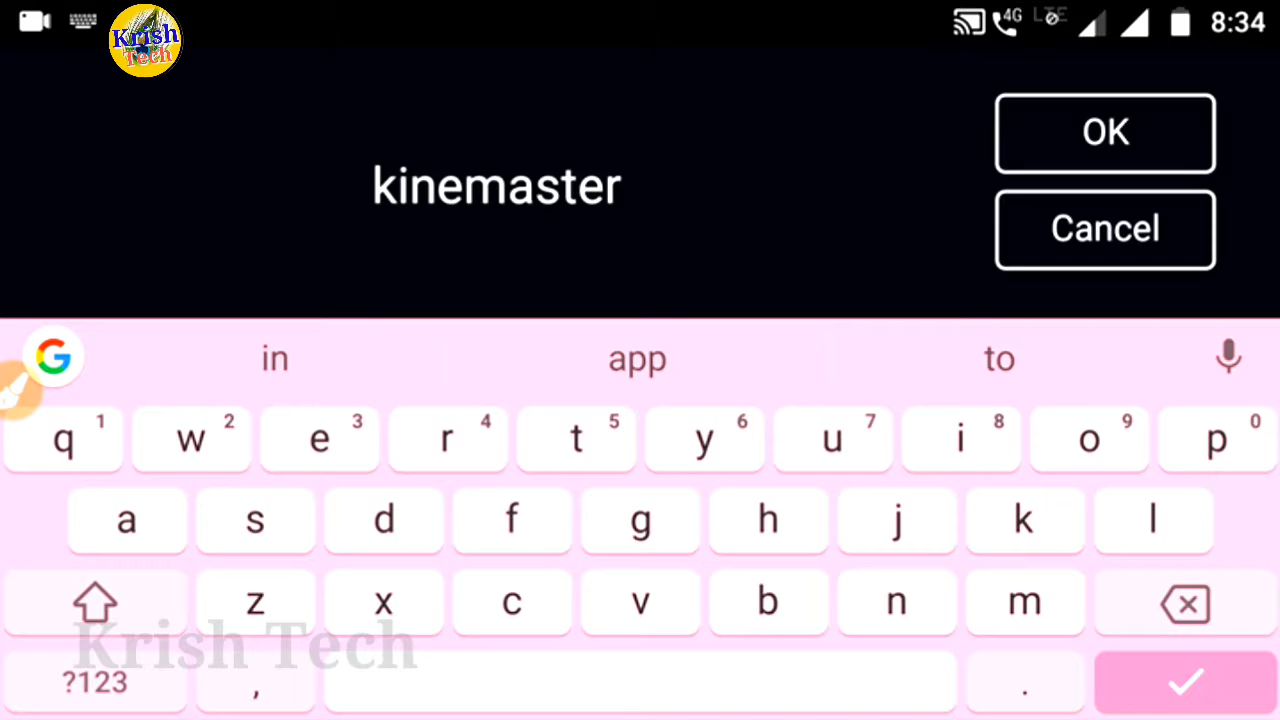 Krish
Tech
4G
LTE
8:34
OK
kinemaster
Cancel
G
in
app
to
q 1 w 2 e 3 r 4 t 5 y 6 u 7 i 8 o 9 p 0
a s d f g h j k l
z x c v b n m
Krish Tech
?123 , .